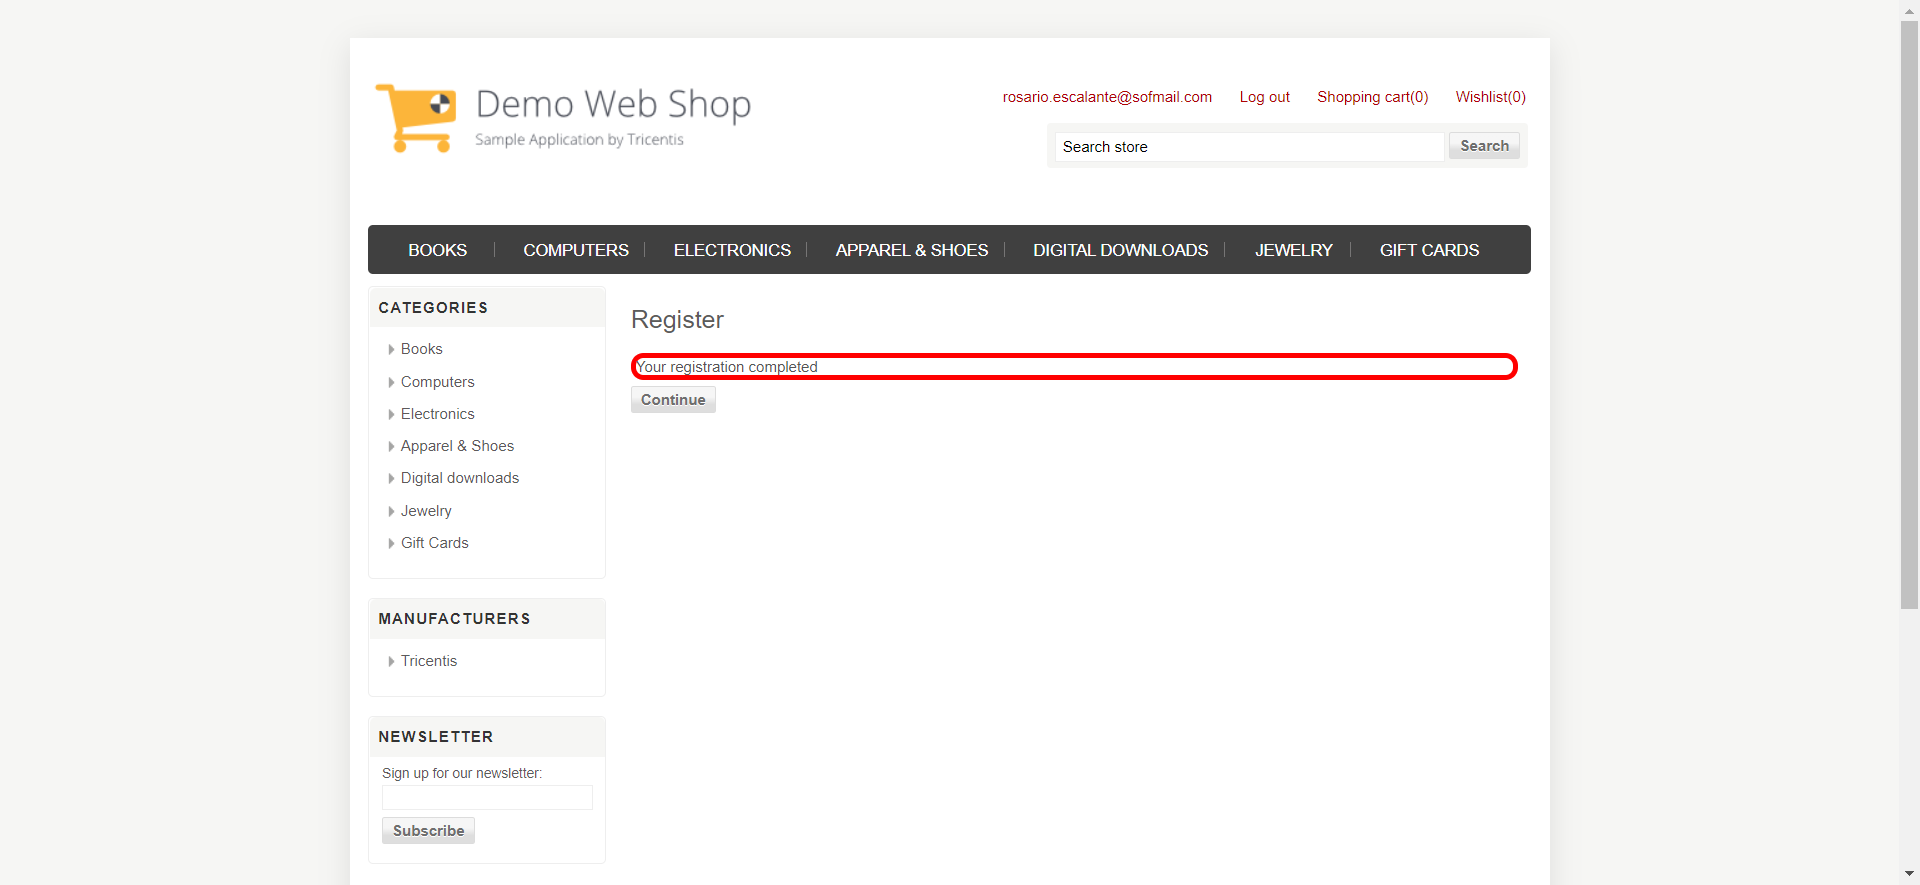 Demo Web Shop
Sample Application by Tricentis
rosario.escalante@sofmail.com Log out Shopping cart(0) Wishlist(0)
Search store Search
BOOKS COMPUTERS ELECTRONICS APPAREL & SHOES DIGITAL DOWNLOADS JEWELRY GIFT CARDS
CATEGORIES
Books
Computers
Electronics
Apparel & Shoes
Digital downloads
Jewelry
Gift Cards
MANUFACTURERS
Tricentis
NEWSLETTER
Sign up for our newsletter:
Subscribe
Register
Your registration completed
Continue